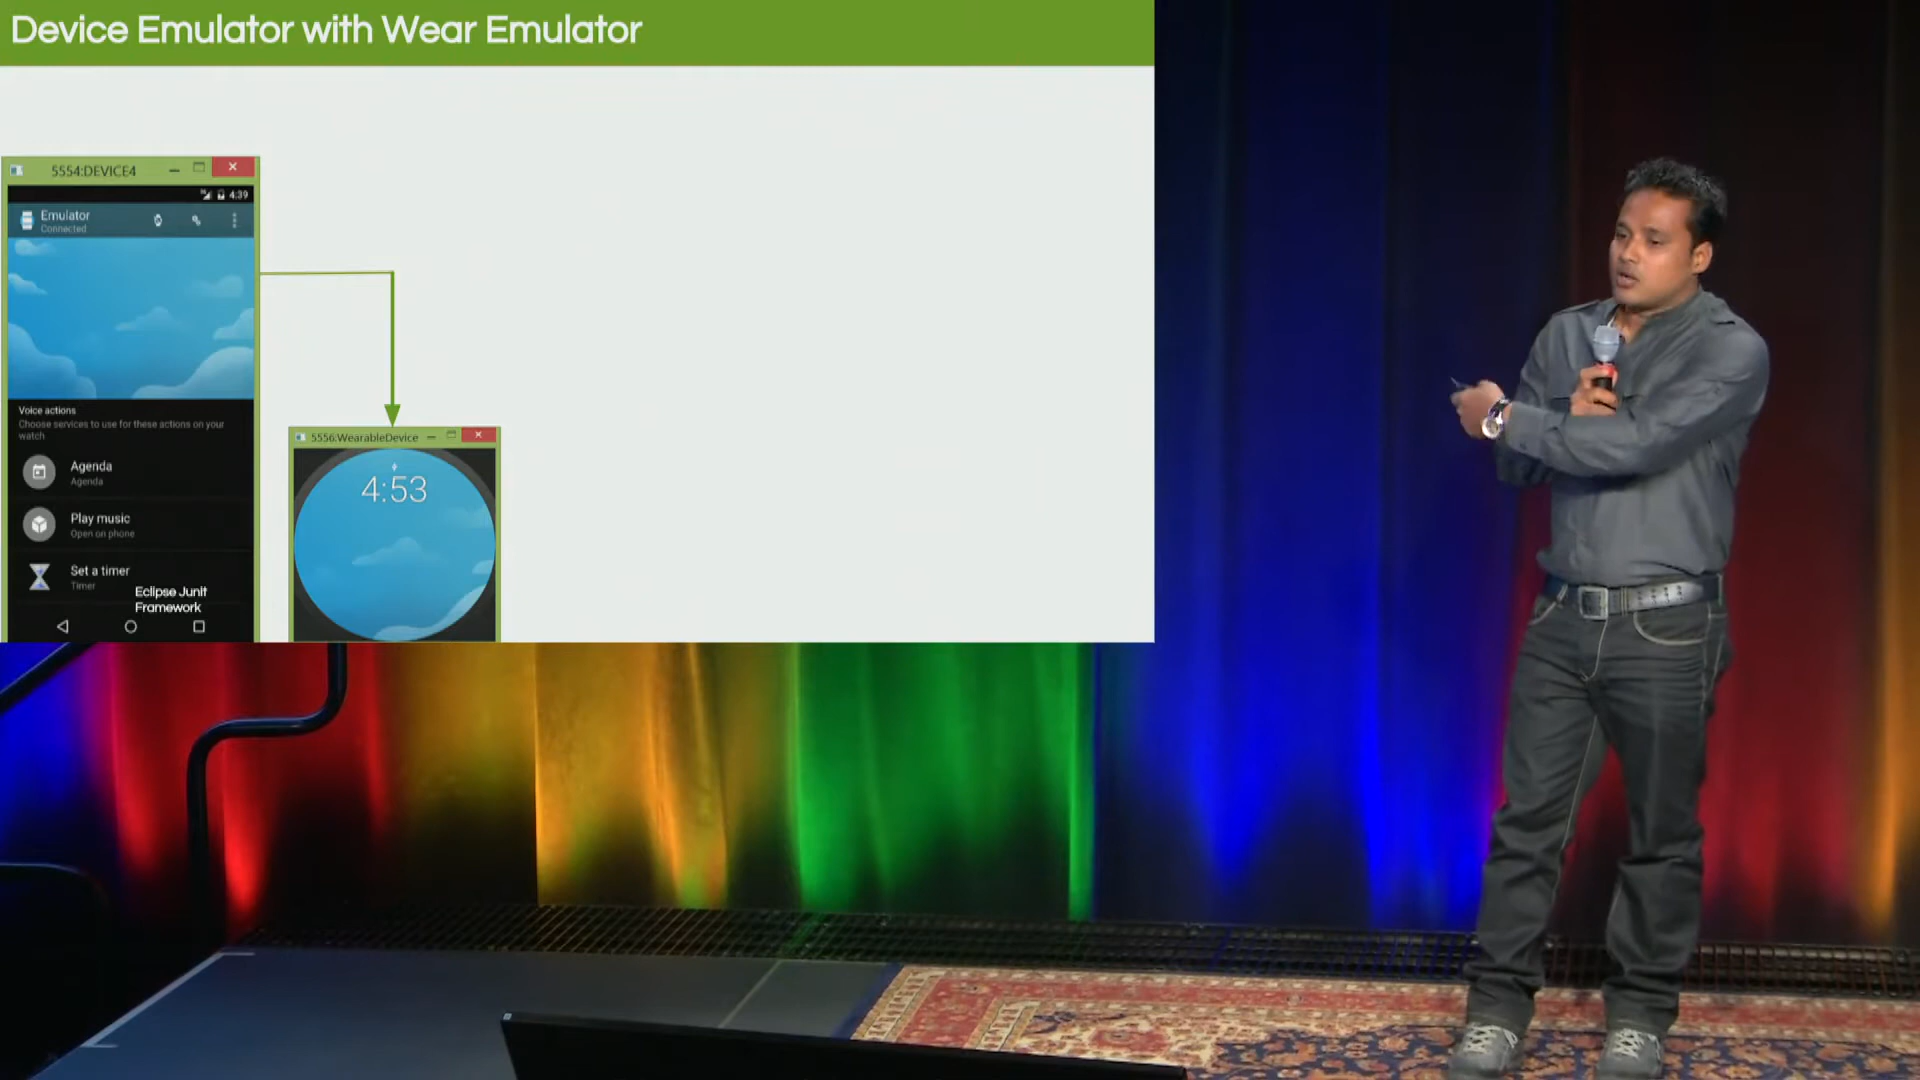 Device Emulator with Wear Emulator
5554:DEVICE4
4:39
Emulator
Connected
Voice actions
Choose services to use for these actions on your
watch
Agenda
Agenda
Play music
Open on phone
Set a timer
Timer
Eclipse Junit
Framework
5556:WearableDevice
4:53